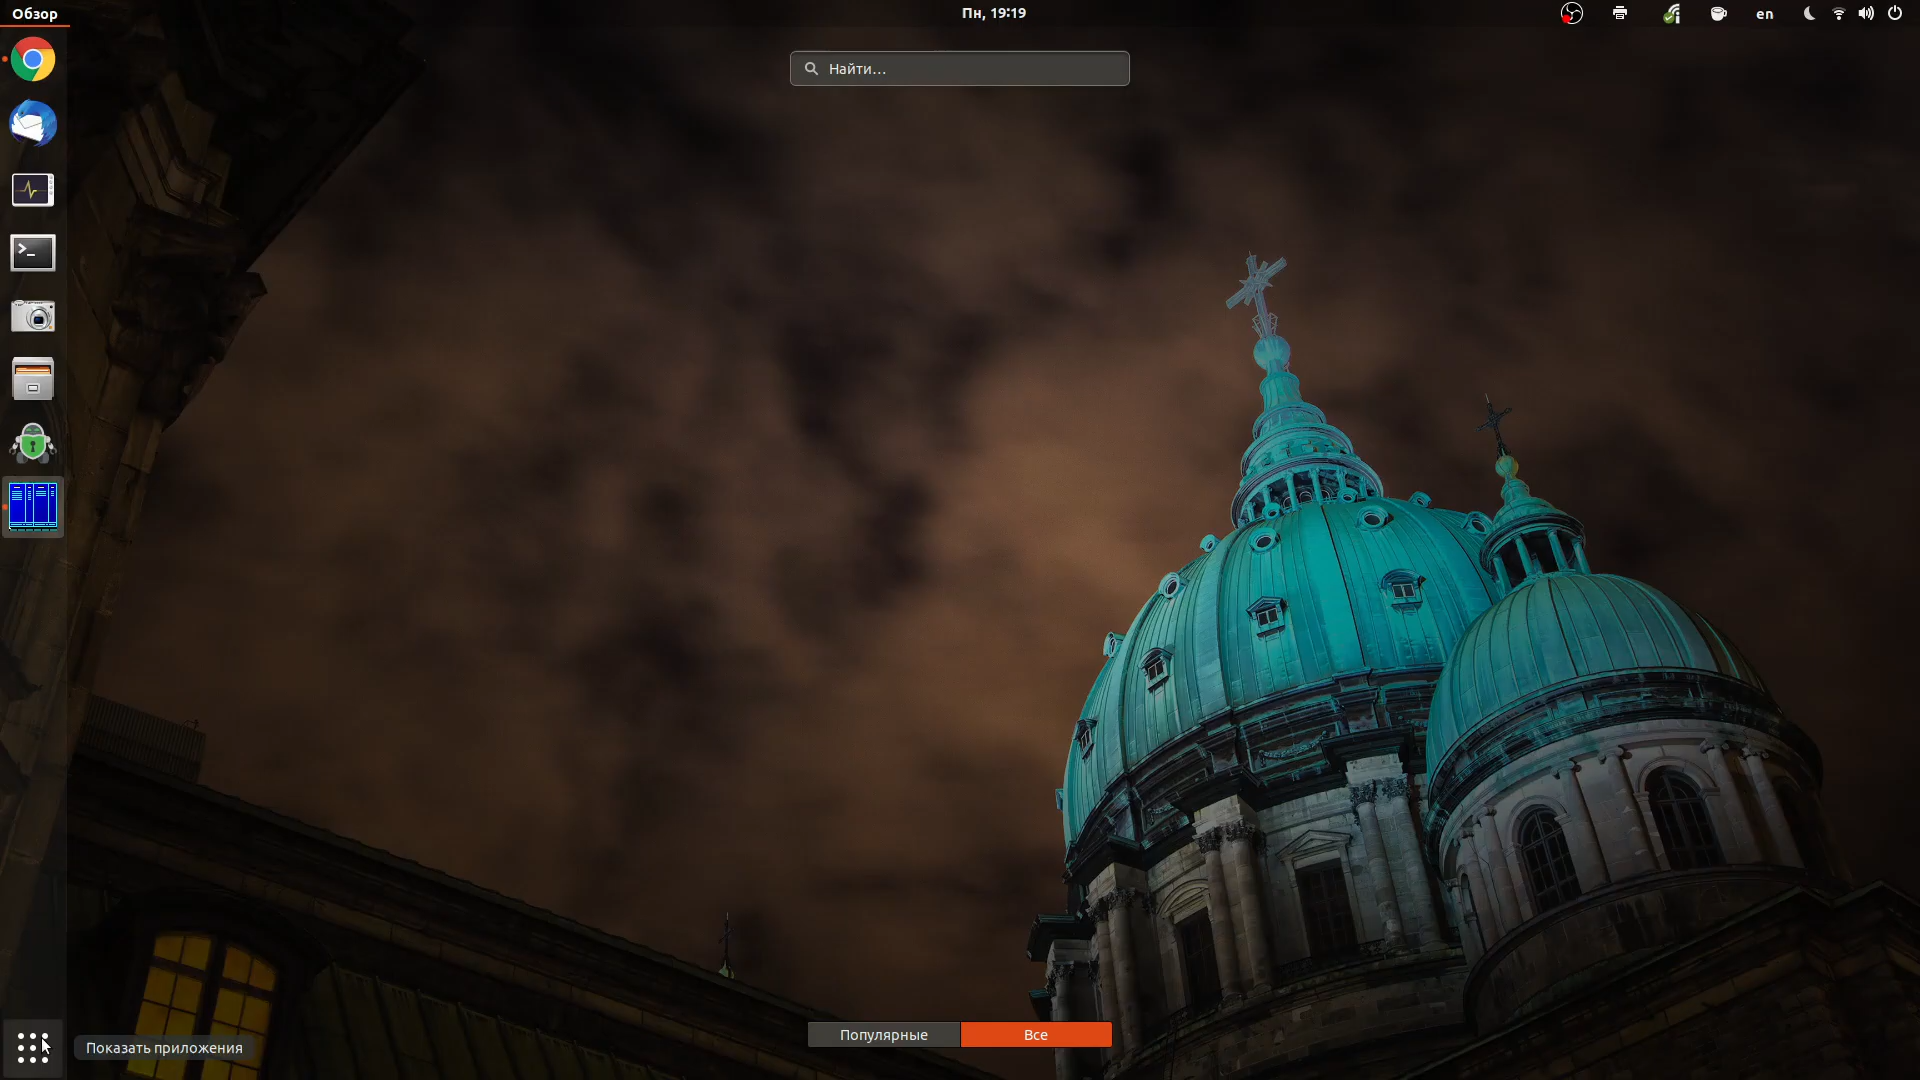 Обзор
Пн, 19:19
en
Найти...
Показать приложения
Популярные
Все